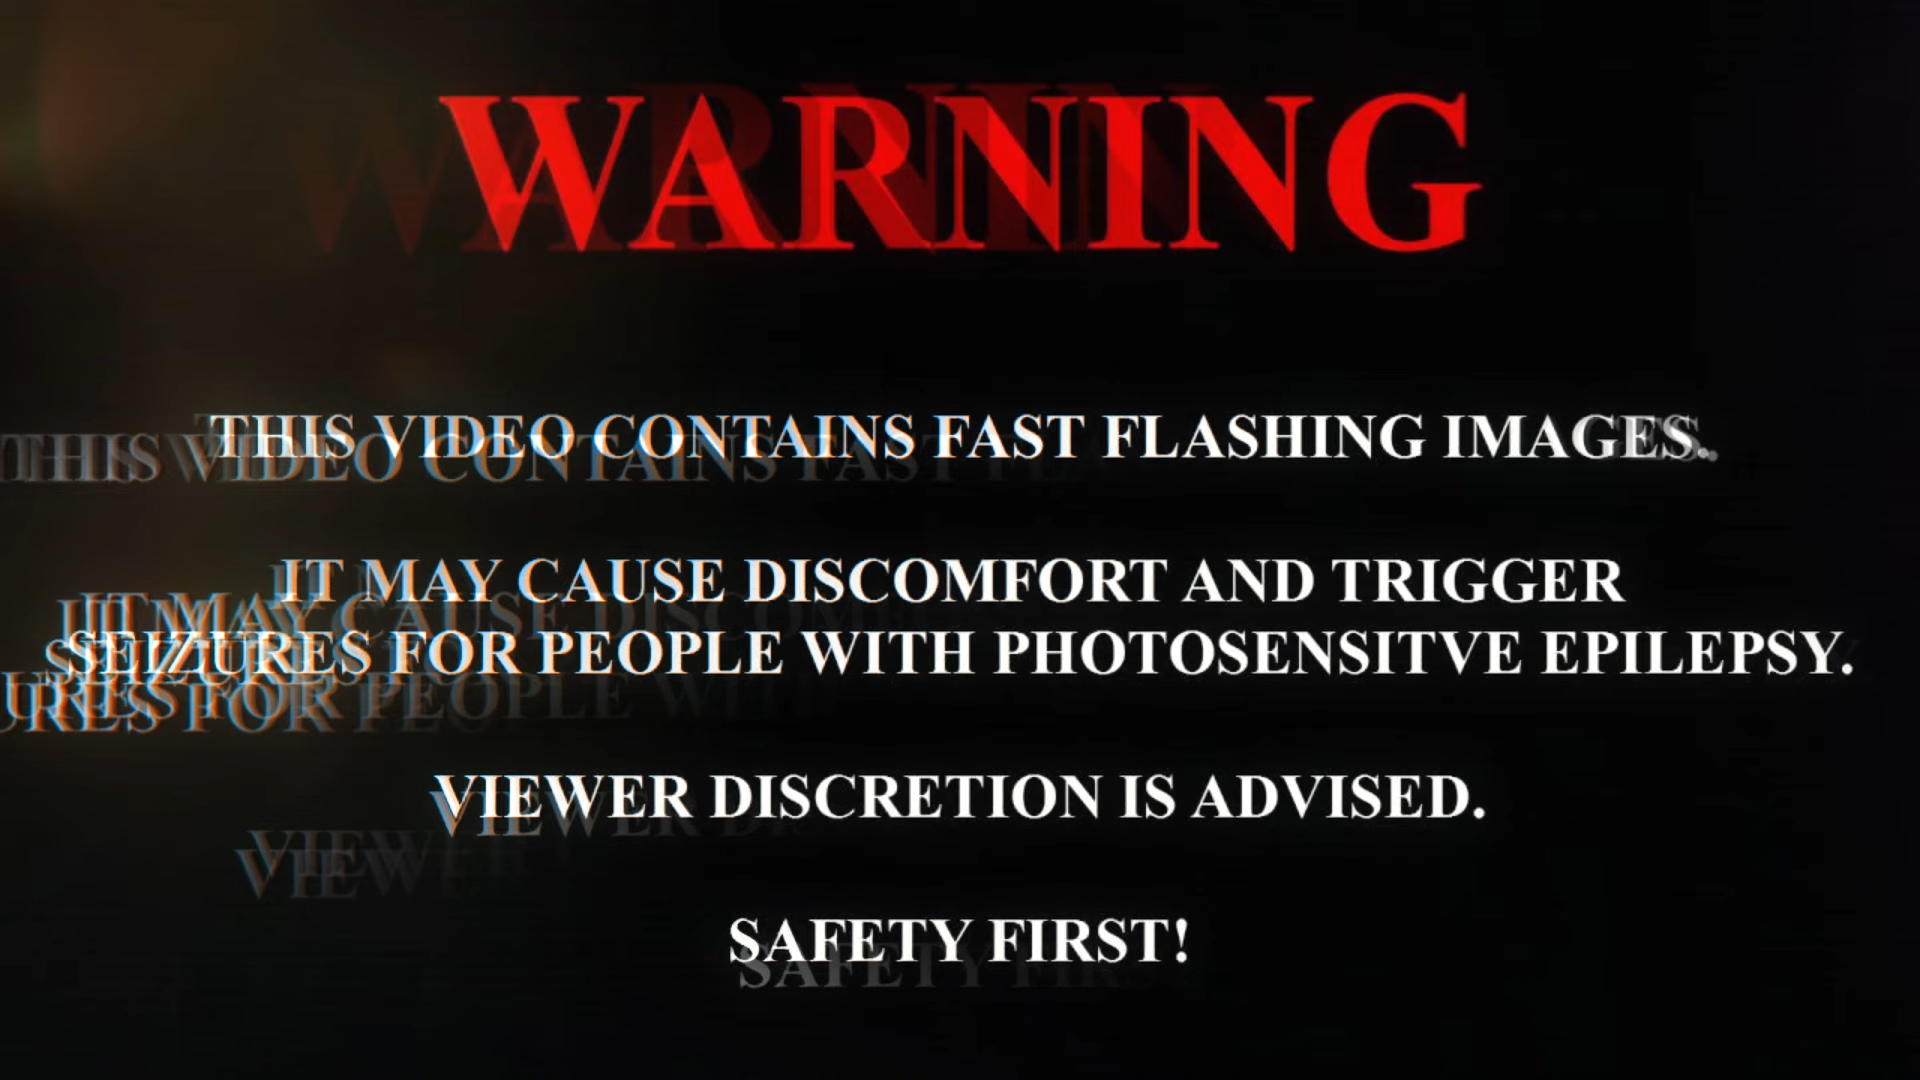 WARNING
THIS VIDEO CONTAINS FAST FLASHING IMAGES.
IT MAY CAUSE DISCOMFORT AND TRIGGER
SEIZURES FOR PEOPLE WITH PHOTOSENSITVE EPILEPSY.
VIEWER DISCRETION IS ADVISED.
SAFETY FIRST!